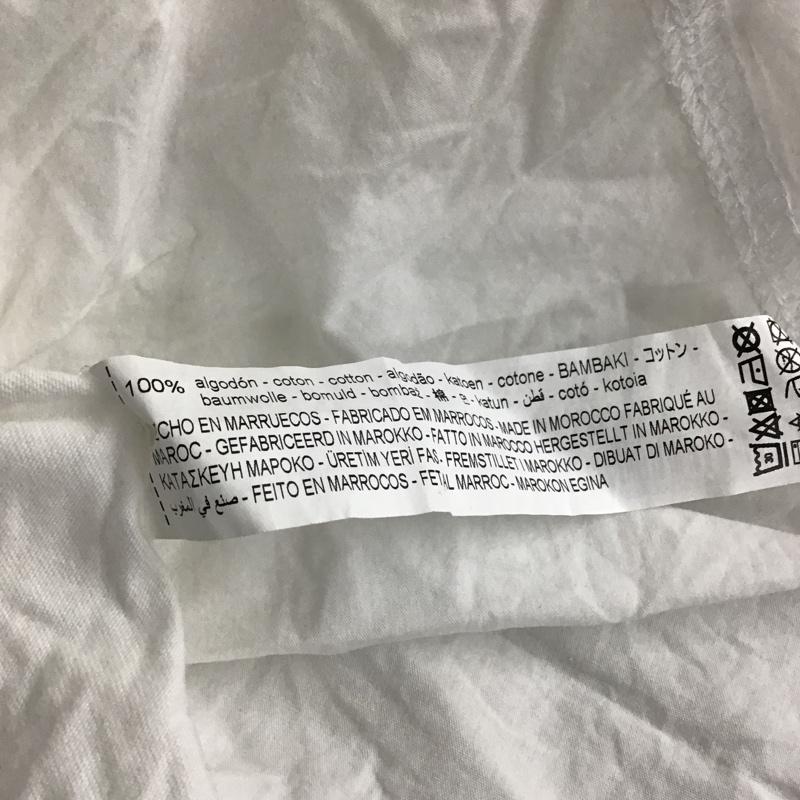 100% algodón - coton - cotton - algodão - katoen - cotone - BAMBAKI - コットン -
baumwolle - bomuld - bombaž - 棉 - 면 - katun - قطن - cotó - kotoia
ECHO EN MARRUECOS - FABRICADO EM MARROCOS - MADE IN MOROCCO FABRIQUÉ AU
MAROC - GEFABRICEERD IN MAROKKO - FATTO IN MAROCCO HERGESTELLT IN MAROKKO -
ΚΑΤΑΣΚΕΥΗ ΜΑΡΟΚΟ - ÜRETİM YERİ FAS - FREMSTILLET I MAROKKO - DIBUAT DI MAROKO -
صنع في المغرب - FEITO EN MARROCOS - FET AL MARROC - MAROKON EGINA